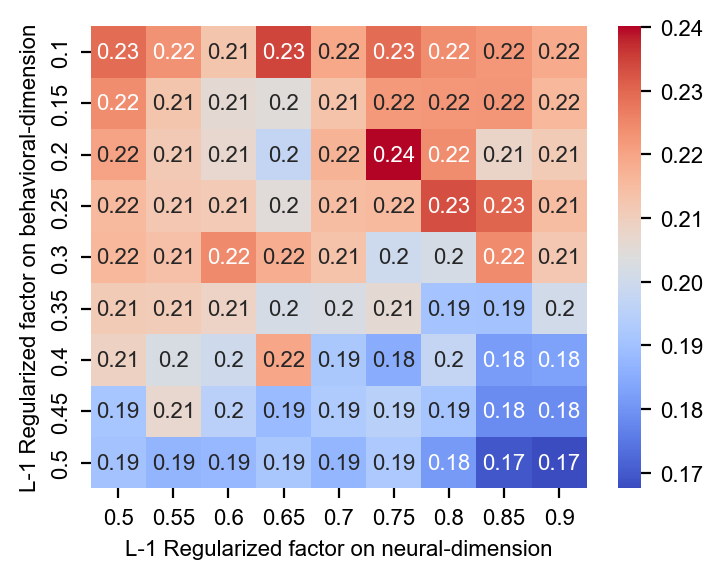 L-1 Regularized factor on behavioral-dimension
0.1 0.23 0.22 0.21 0.23 0.22 0.23 0.22 0.22 0.22
0.15 0.22 0.21 0.21 0.2 0.21 0.22 0.22 0.22 0.22
0.2 0.22 0.21 0.21 0.2 0.22 0.24 0.22 0.21 0.21
0.25 0.22 0.21 0.21 0.2 0.21 0.22 0.23 0.23 0.21
0.3 0.22 0.21 0.22 0.22 0.21 0.2 0.2 0.22 0.21
0.35 0.21 0.21 0.21 0.2 0.2 0.21 0.19 0.19 0.2
0.4 0.21 0.2 0.2 0.22 0.19 0.18 0.2 0.18 0.18
0.45 0.19 0.21 0.2 0.19 0.19 0.19 0.19 0.18 0.18
0.5 0.19 0.19 0.19 0.19 0.19 0.19 0.18 0.17 0.17
0.5 0.55 0.6 0.65 0.7 0.75 0.8 0.85 0.9
L-1 Regularized factor on neural-dimension
0.24
0.23
0.22
0.21
0.20
0.19
0.18
0.17